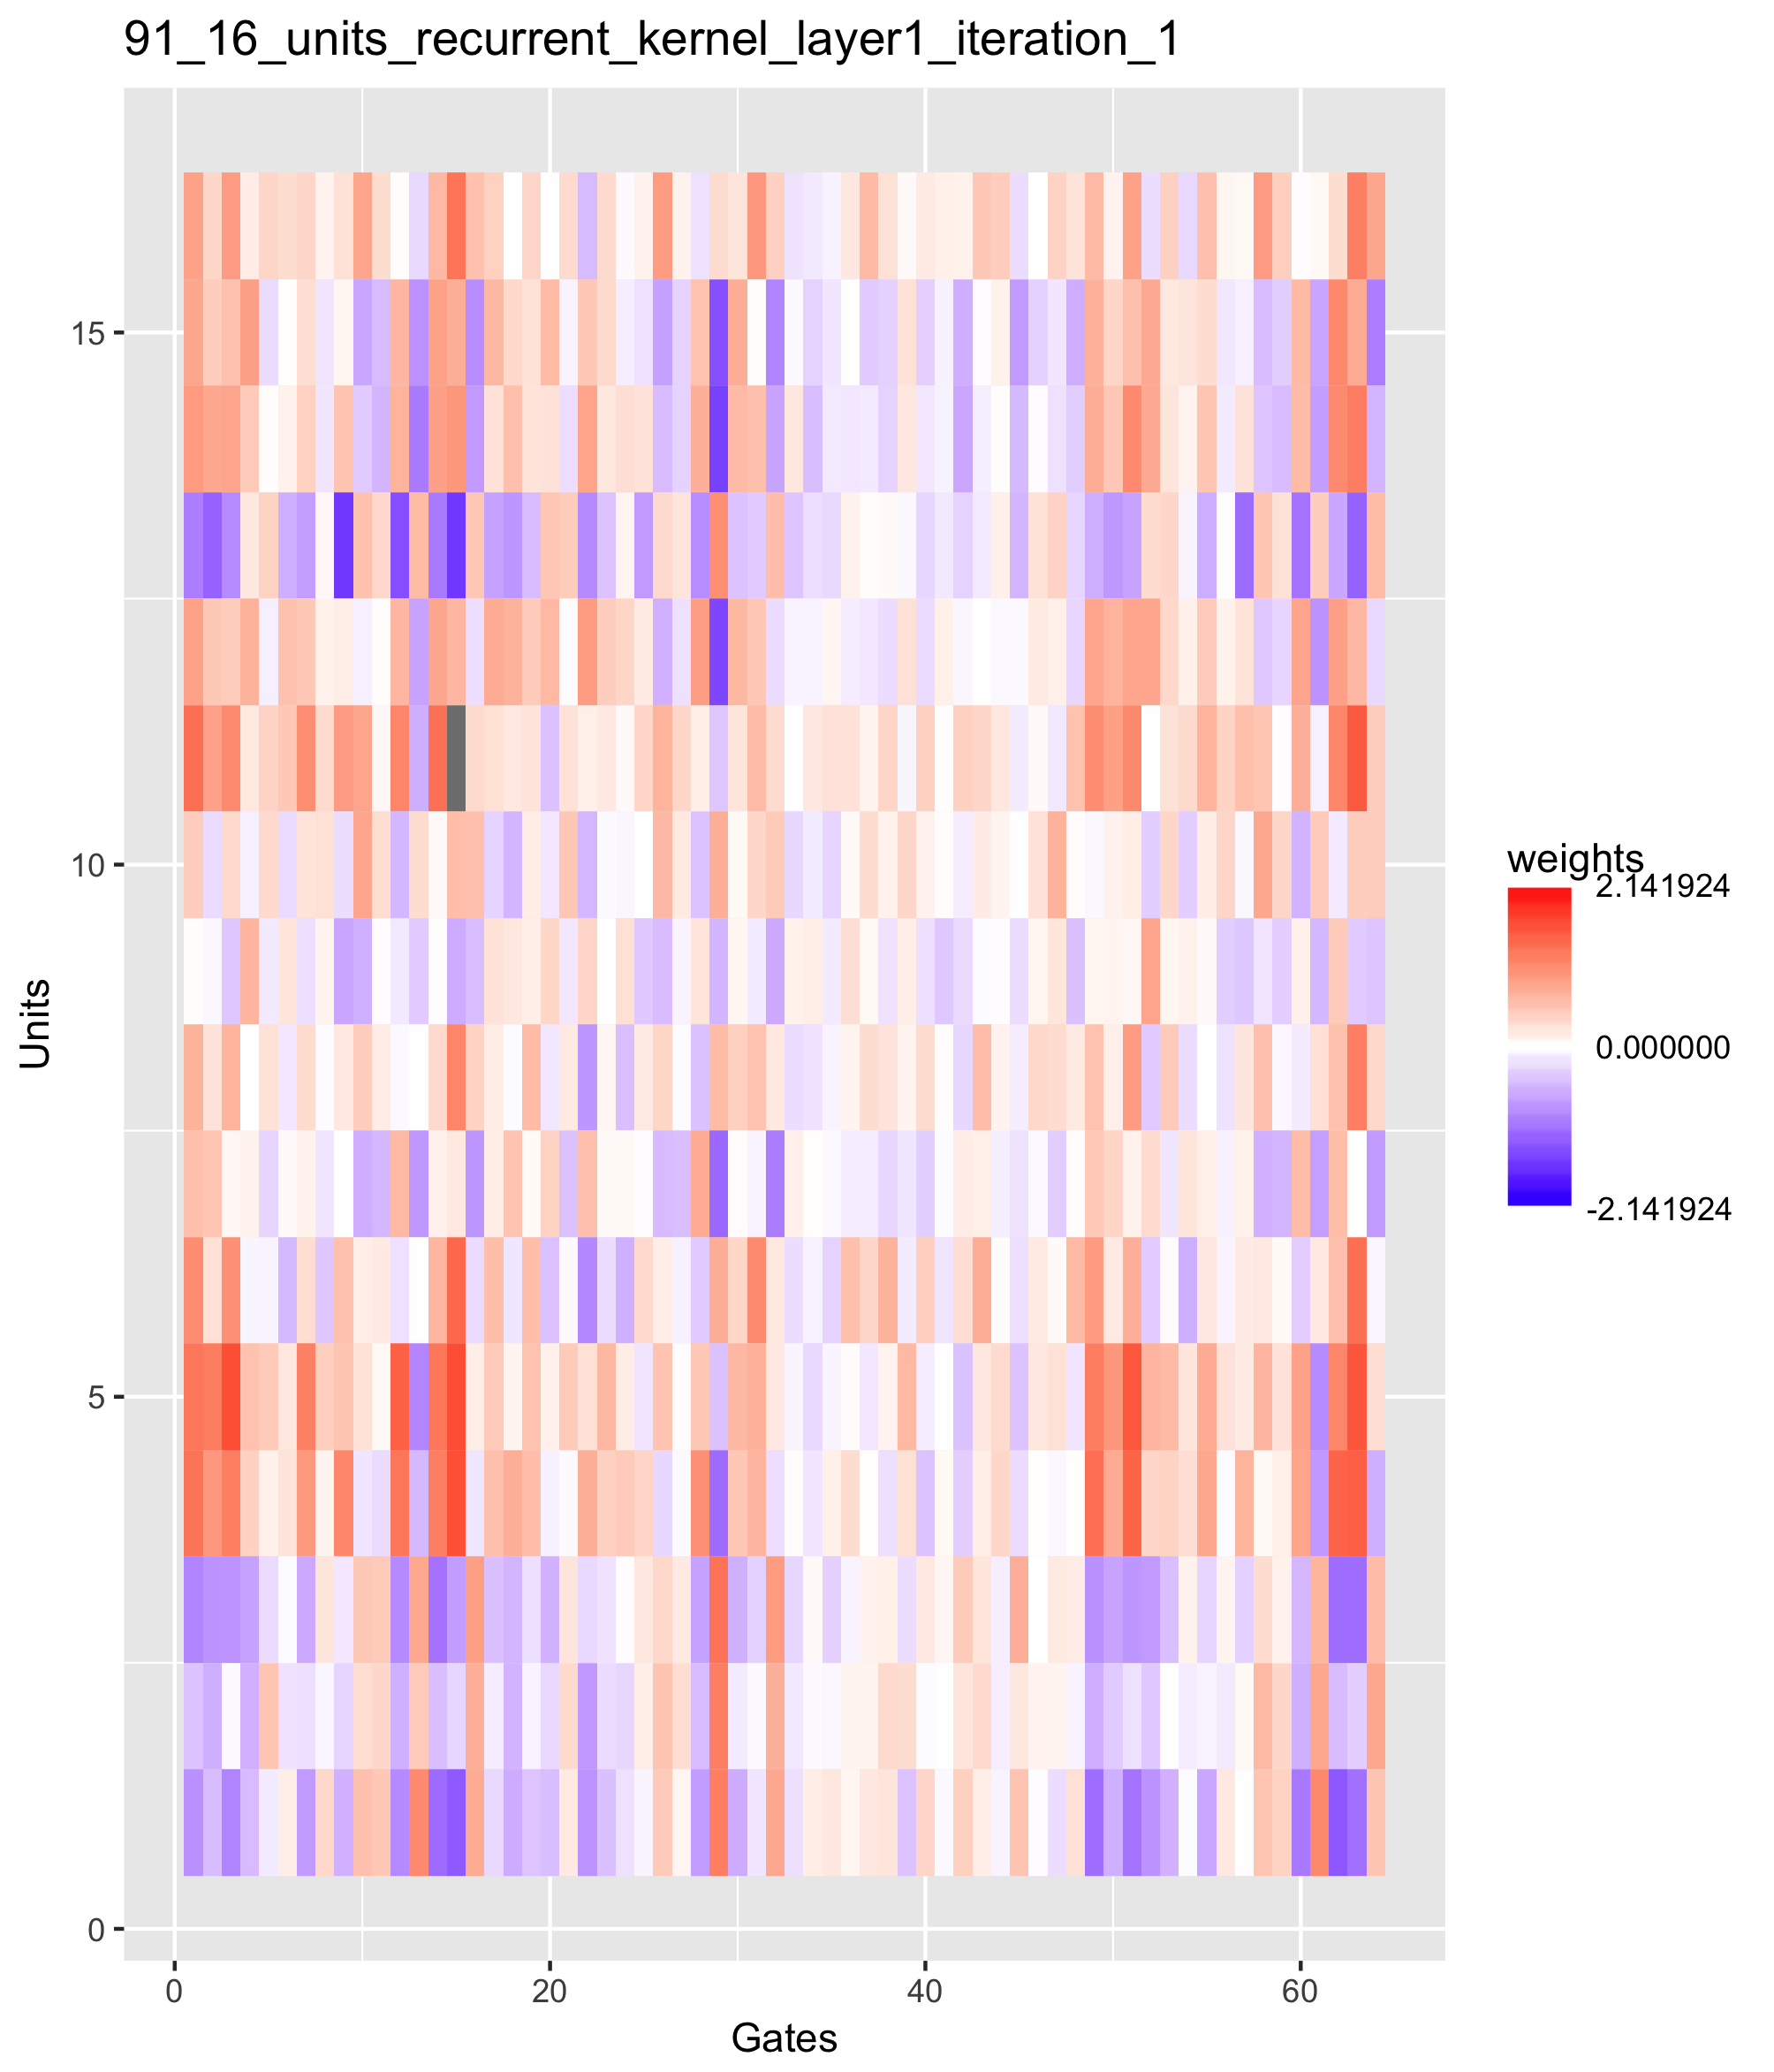 91_16_units_recurrent_kernel_layer1_iteration_1
15
10
5
0
Units
0 20 40 60
Gates
weights
2.141924
0.000000
-2.141924